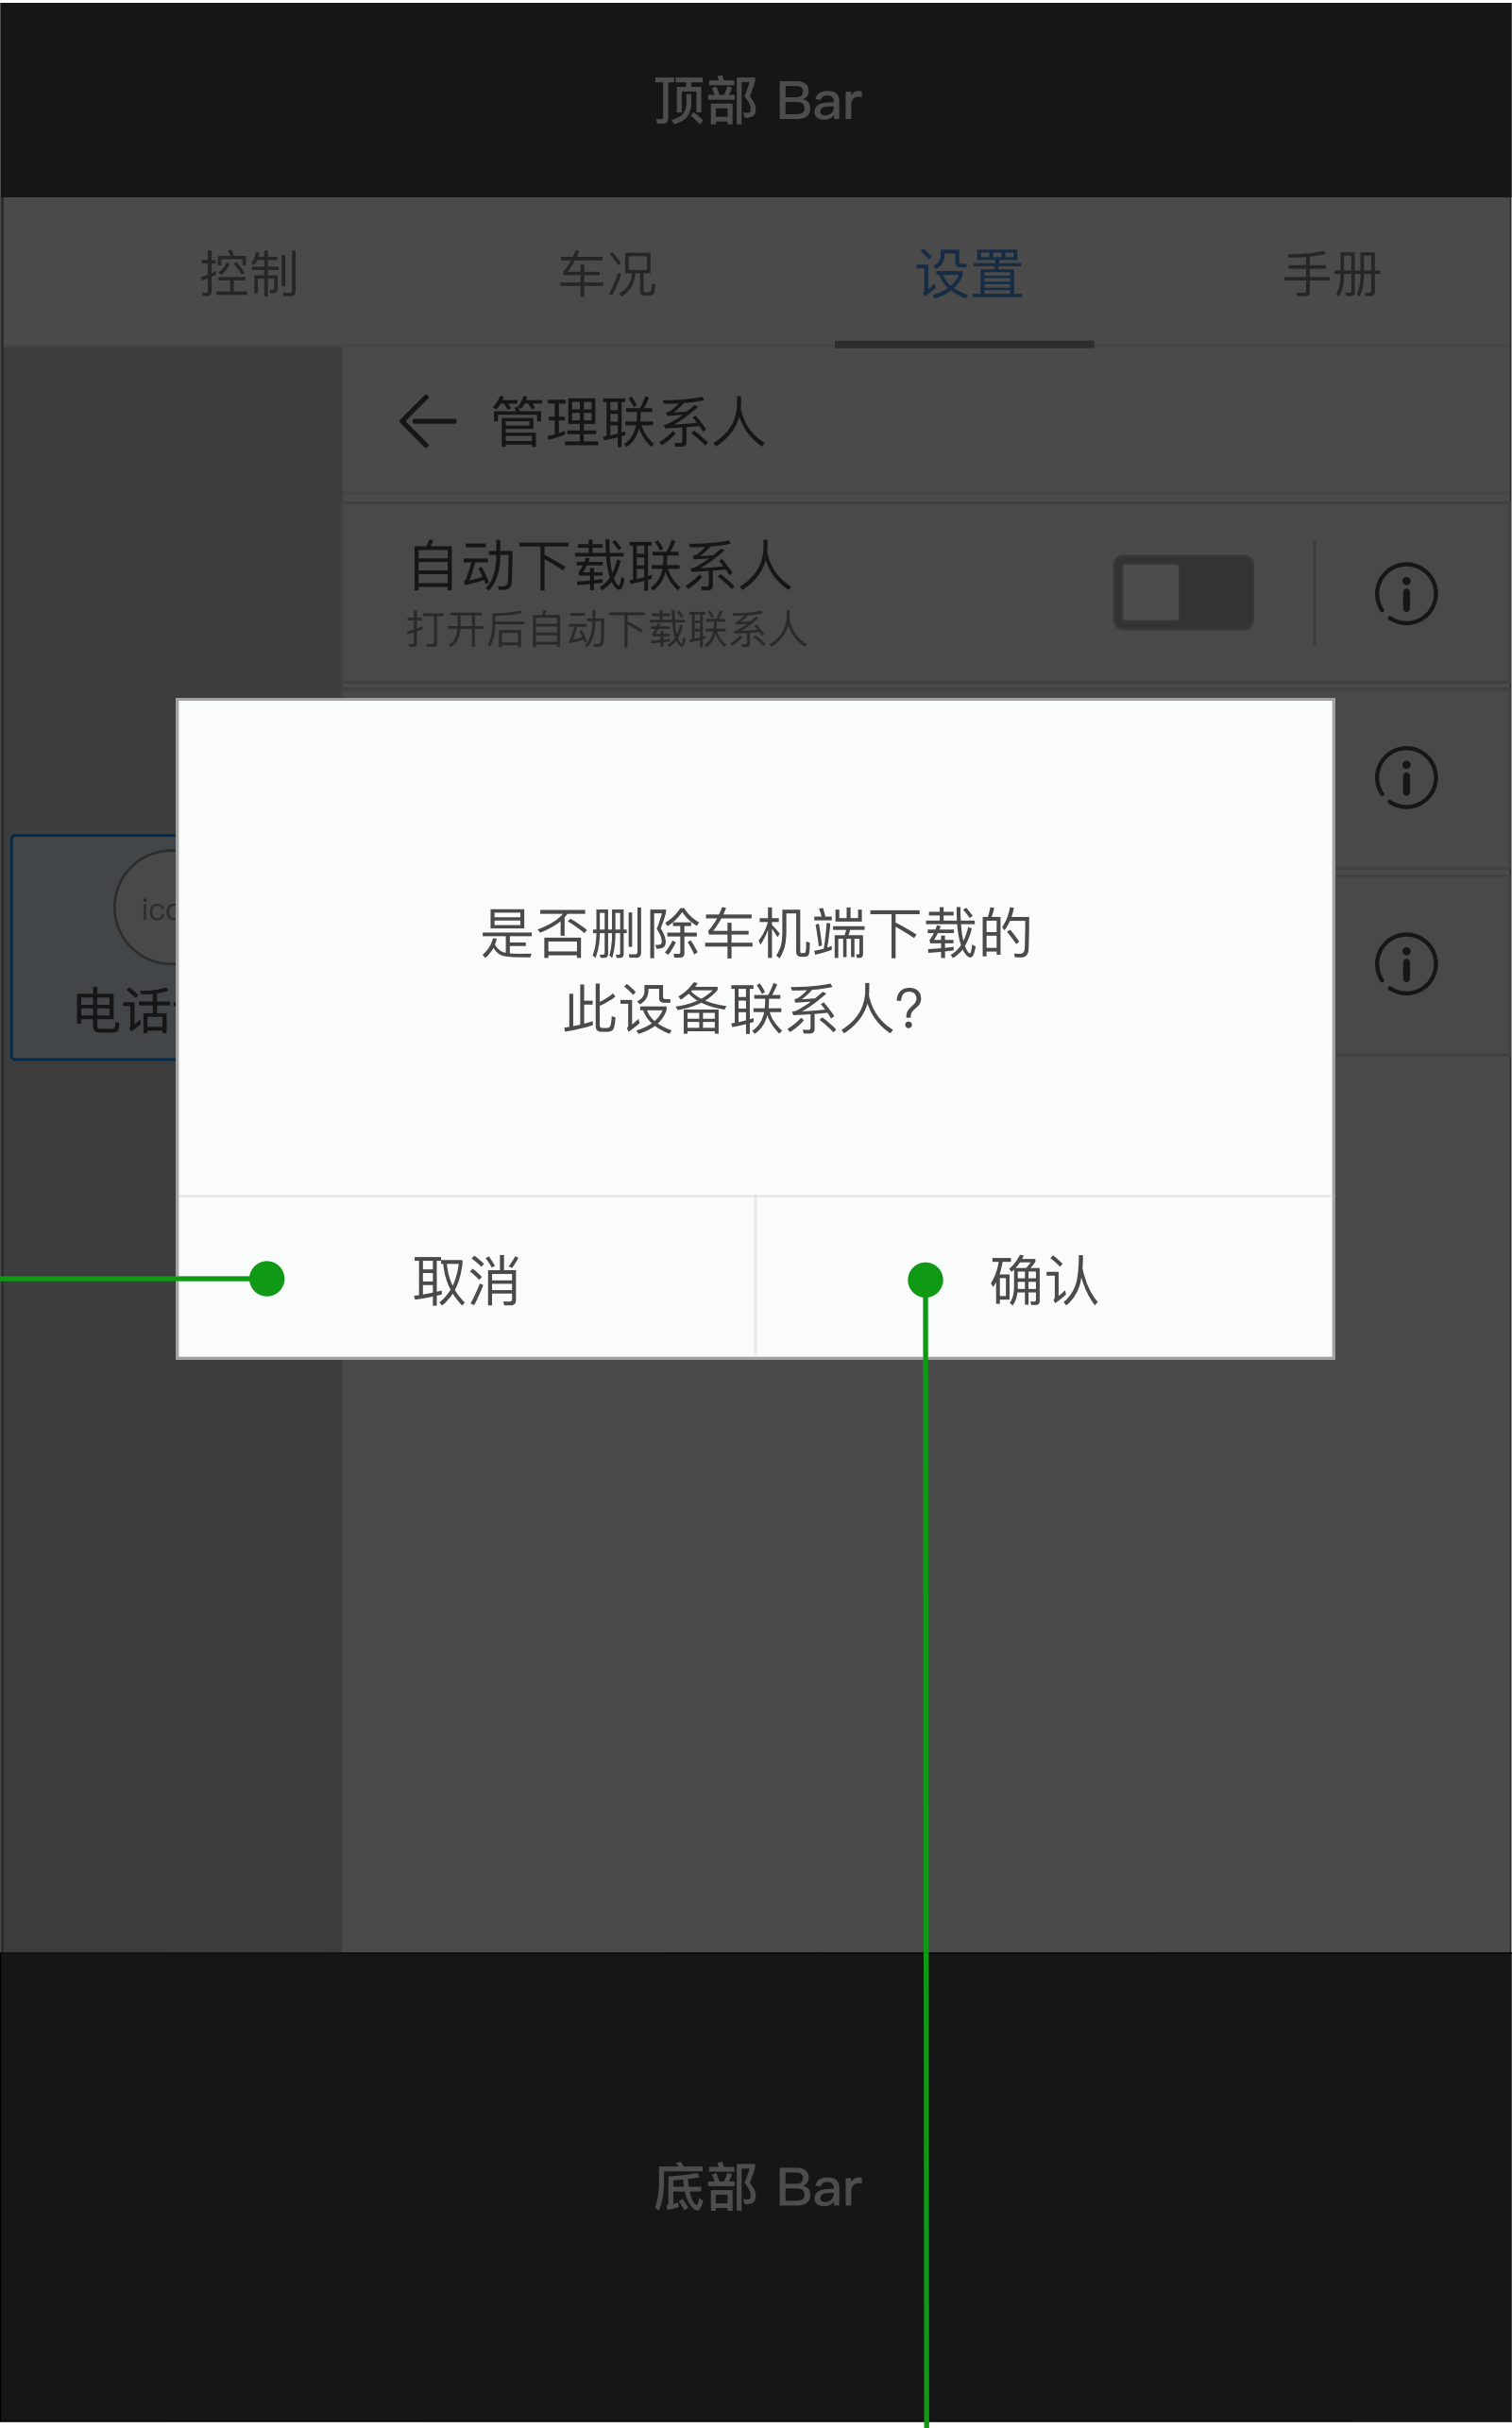 顶部 Bar
控制 车况 设置 手册
管理联系人
自动下载联系人
打开后自动下载联系人
是否删除车机端下载的
此设备联系人？
电话
取消 确认
底部 Bar